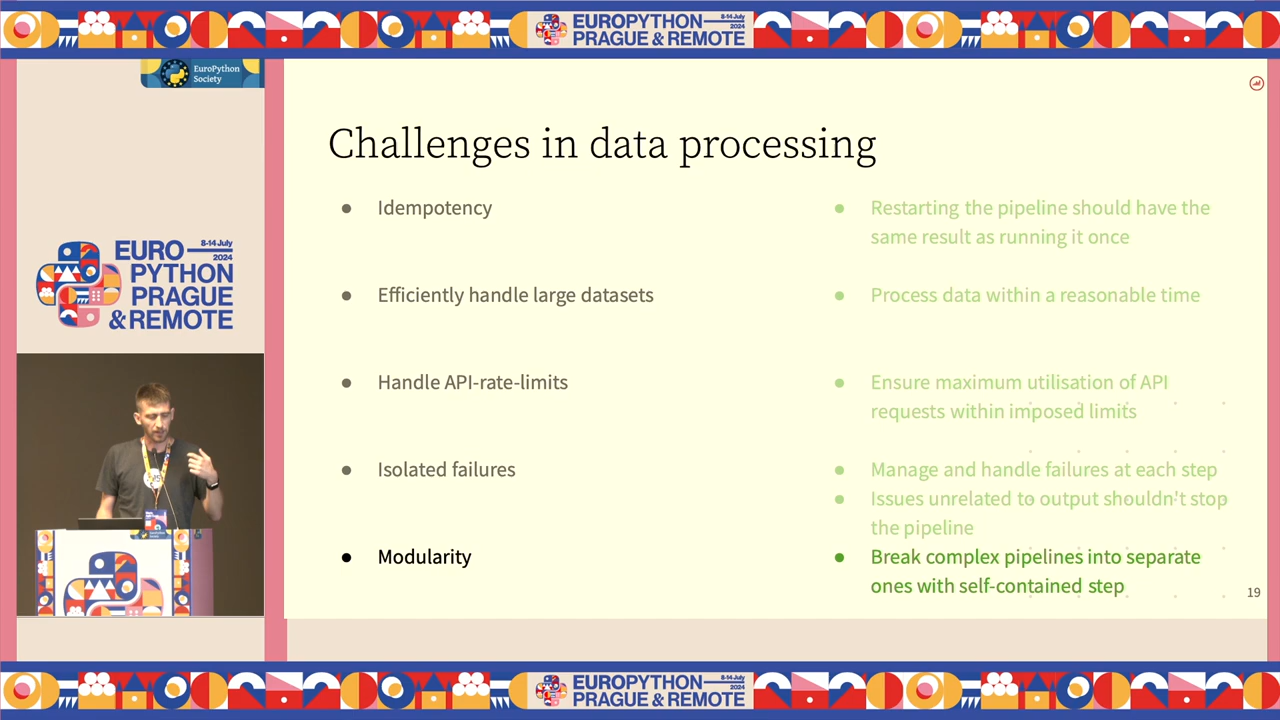 EUROPYTHON
8-14 July
2024
PRAGUE & REMOTE
EuroPython
Society
EURO
8-14 July
2024
PYTHON
PRAGUE
& REMOTE
Challenges in data processing
● Idempotency
● Restarting the pipeline should have the
same result as running it once
● Efficiently handle large datasets
● Process data within a reasonable time
● Handle API-rate-limits
● Ensure maximum utilisation of API
requests within imposed limits
● Isolated failures
● Manage and handle failures at each step
● Issues unrelated to output shouldn't stop
the pipeline
● Modularity
● Break complex pipelines into separate
ones with self-contained step
19
EUROPYTHON
8-14 July
2024
PRAGUE & REMOTE